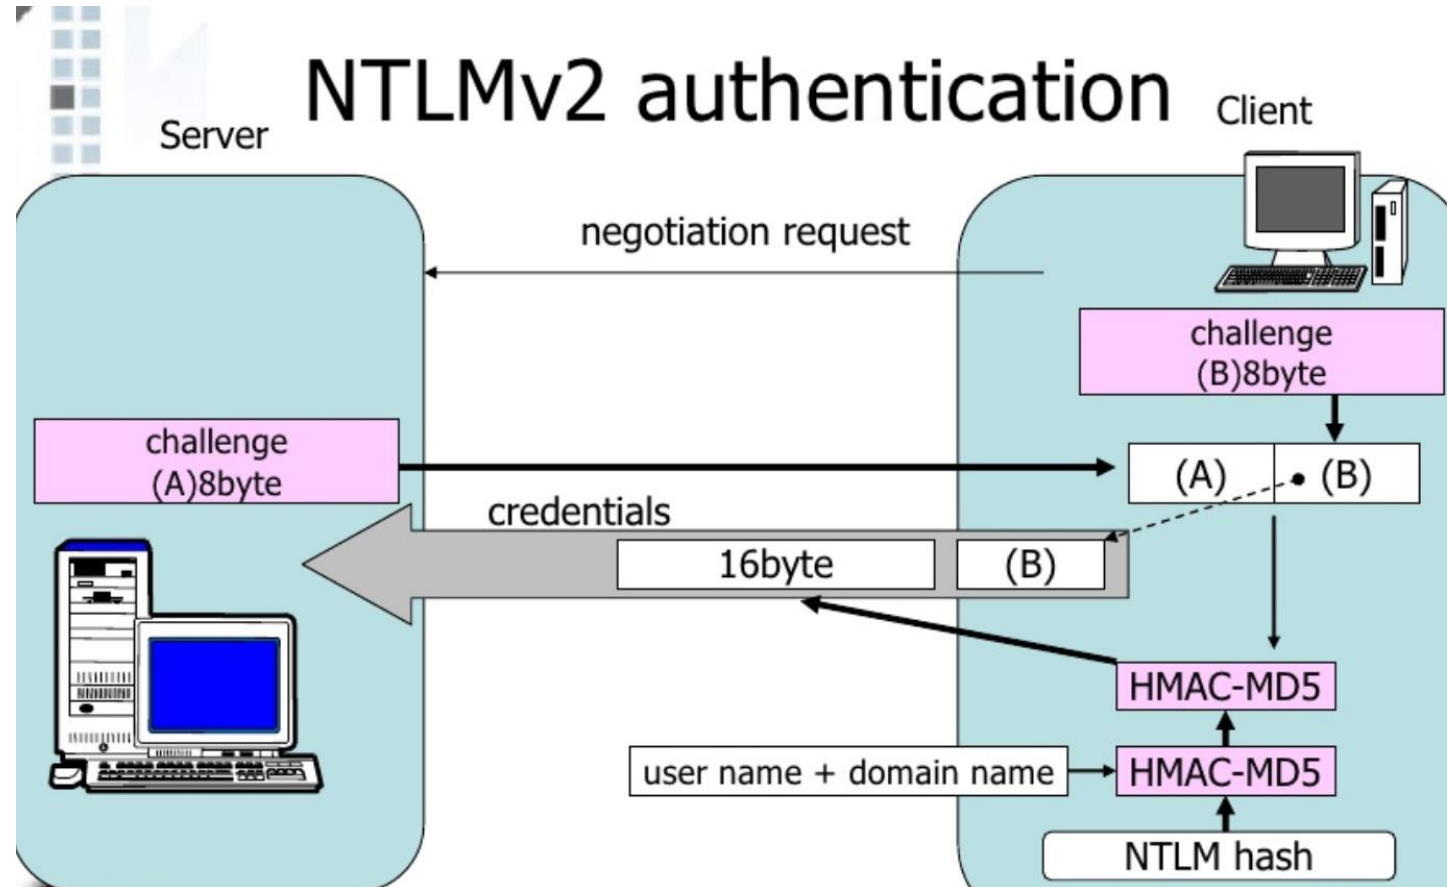 NTLMv2 authentication
Server
Client
negotiation request
challenge
(B)8byte
challenge
(A)8byte
(A)
(B)
credentials
16byte
(B)
HMAC-MD5
user name + domain name
HMAC-MD5
NTLM hash